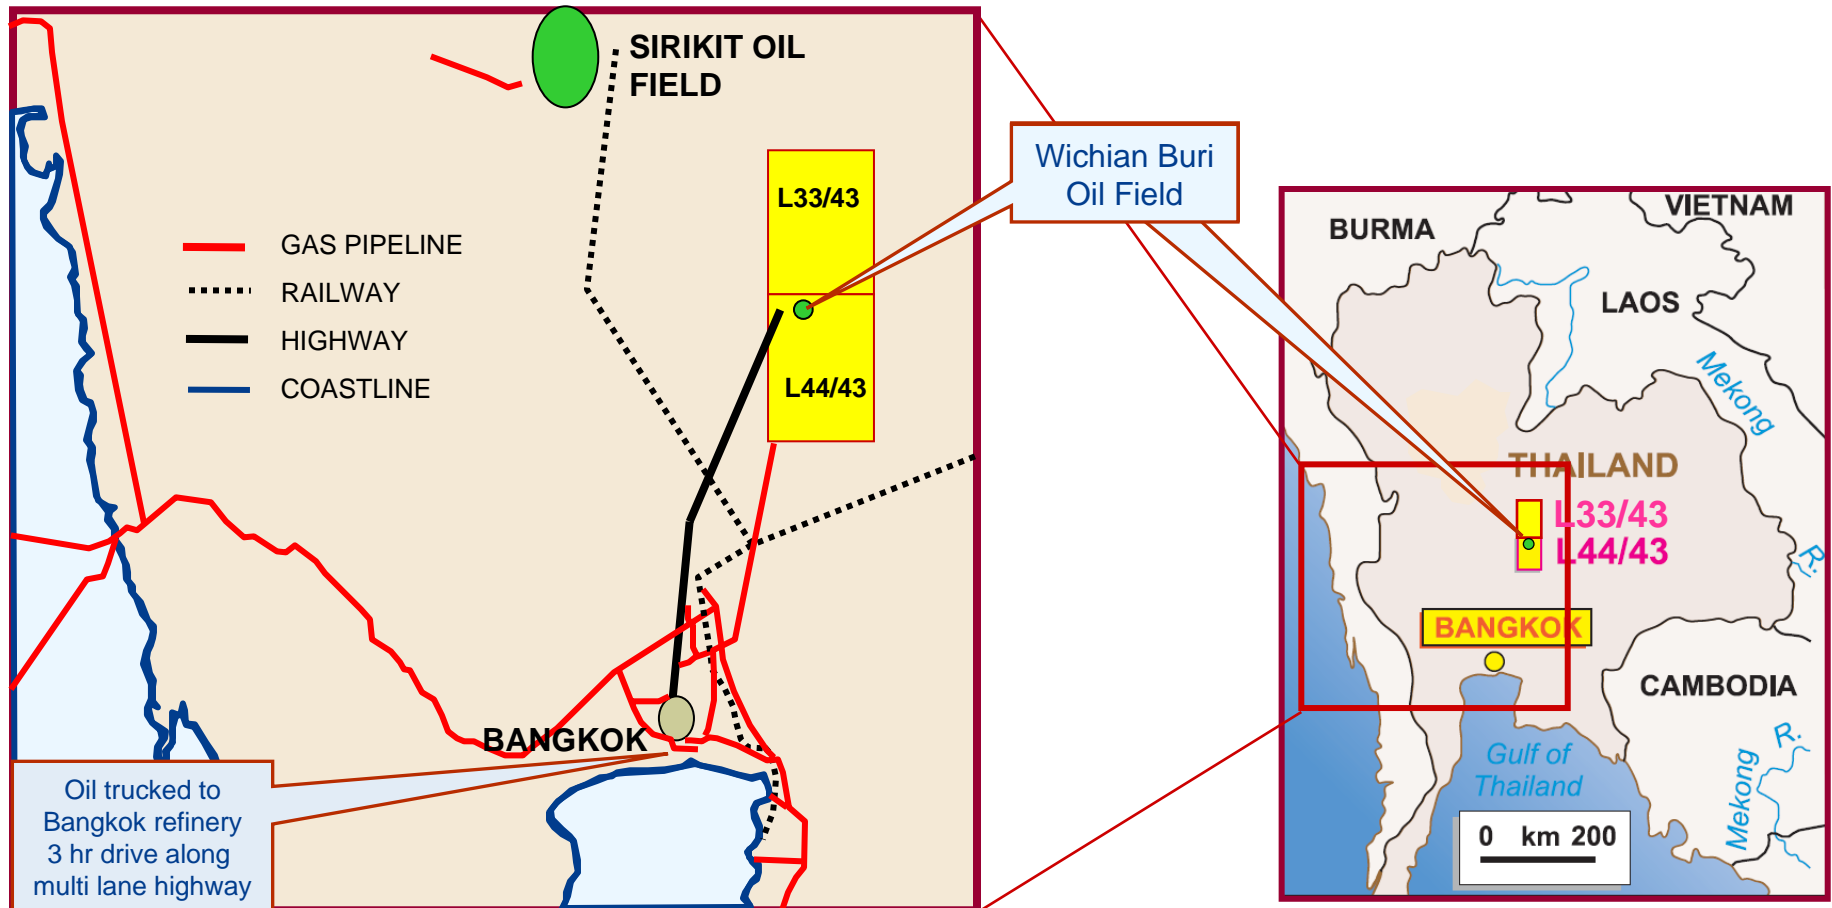 SIRIKIT OIL
FIELD
L33/43
L44/43
GAS PIPELINE
RAILWAY
HIGHWAY
COASTLINE
BANGKOK
Oil trucked to
Bangkok refinery
3 hr drive along
multi lane highway
Wichian Buri
Oil Field
BURMA
VIETNAM
LAOS
Mekong
THAILAND
L33/43
L44/43
R.
BANGKOK
CAMBODIA
Gulf of
Thailand
Mekong
R.
0 km 200